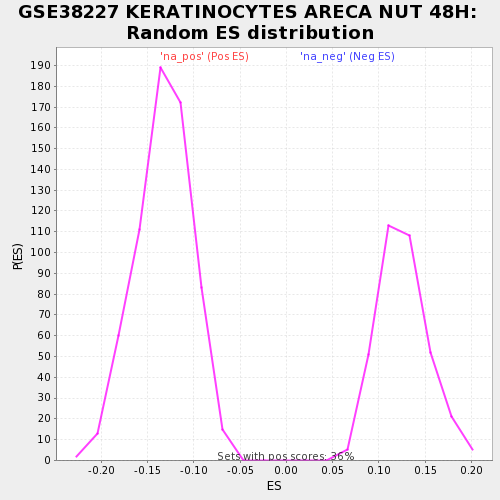 GSE38227 KERATINOCYTES ARECA NUT 48H:
Random ES distribution
'na_pos' (Pos ES) 'na_neg' (Neg ES)
190
180
170
160
150
140
130
120
110
100
90
80
70
60
50
40
30
20
10
0
P(ES)
Sets with pos scores: 36%
-0.20 -0.15 -0.10 -0.05 0.00 0.05 0.10 0.15 0.20
ES